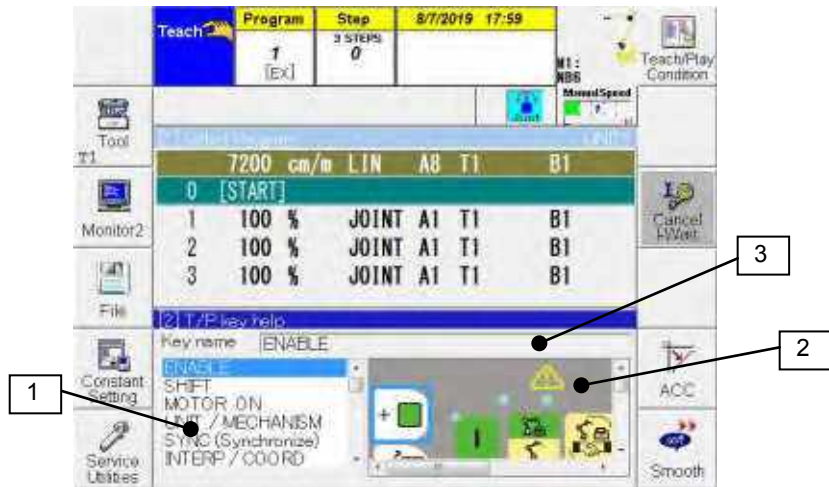 Teach
Program
1
[EX]
Step
3 STEPS
0
8/7/2019 17:59
M1:
NB6
Teach/Play
Condition
Tool
T1
Manual Speed
7200 cm/m LIN A8 T1 B1
0 [START]
1 100 % JOINT A1 T1 B1
2 100 % JOINT A1 T1 B1
3 100 % JOINT A1 T1 B1
Monitor2
Cancel
I-Wait
File
3
[2] T/P key help
Key name ENABLE
ENABLE
SHIFT
MOTOR ON
UNIT / MECHANISM
SYNC (Synchronize)
INTERP / COORD
Constant
Setting
ACC
2
1
Service
Utilities
Smooth